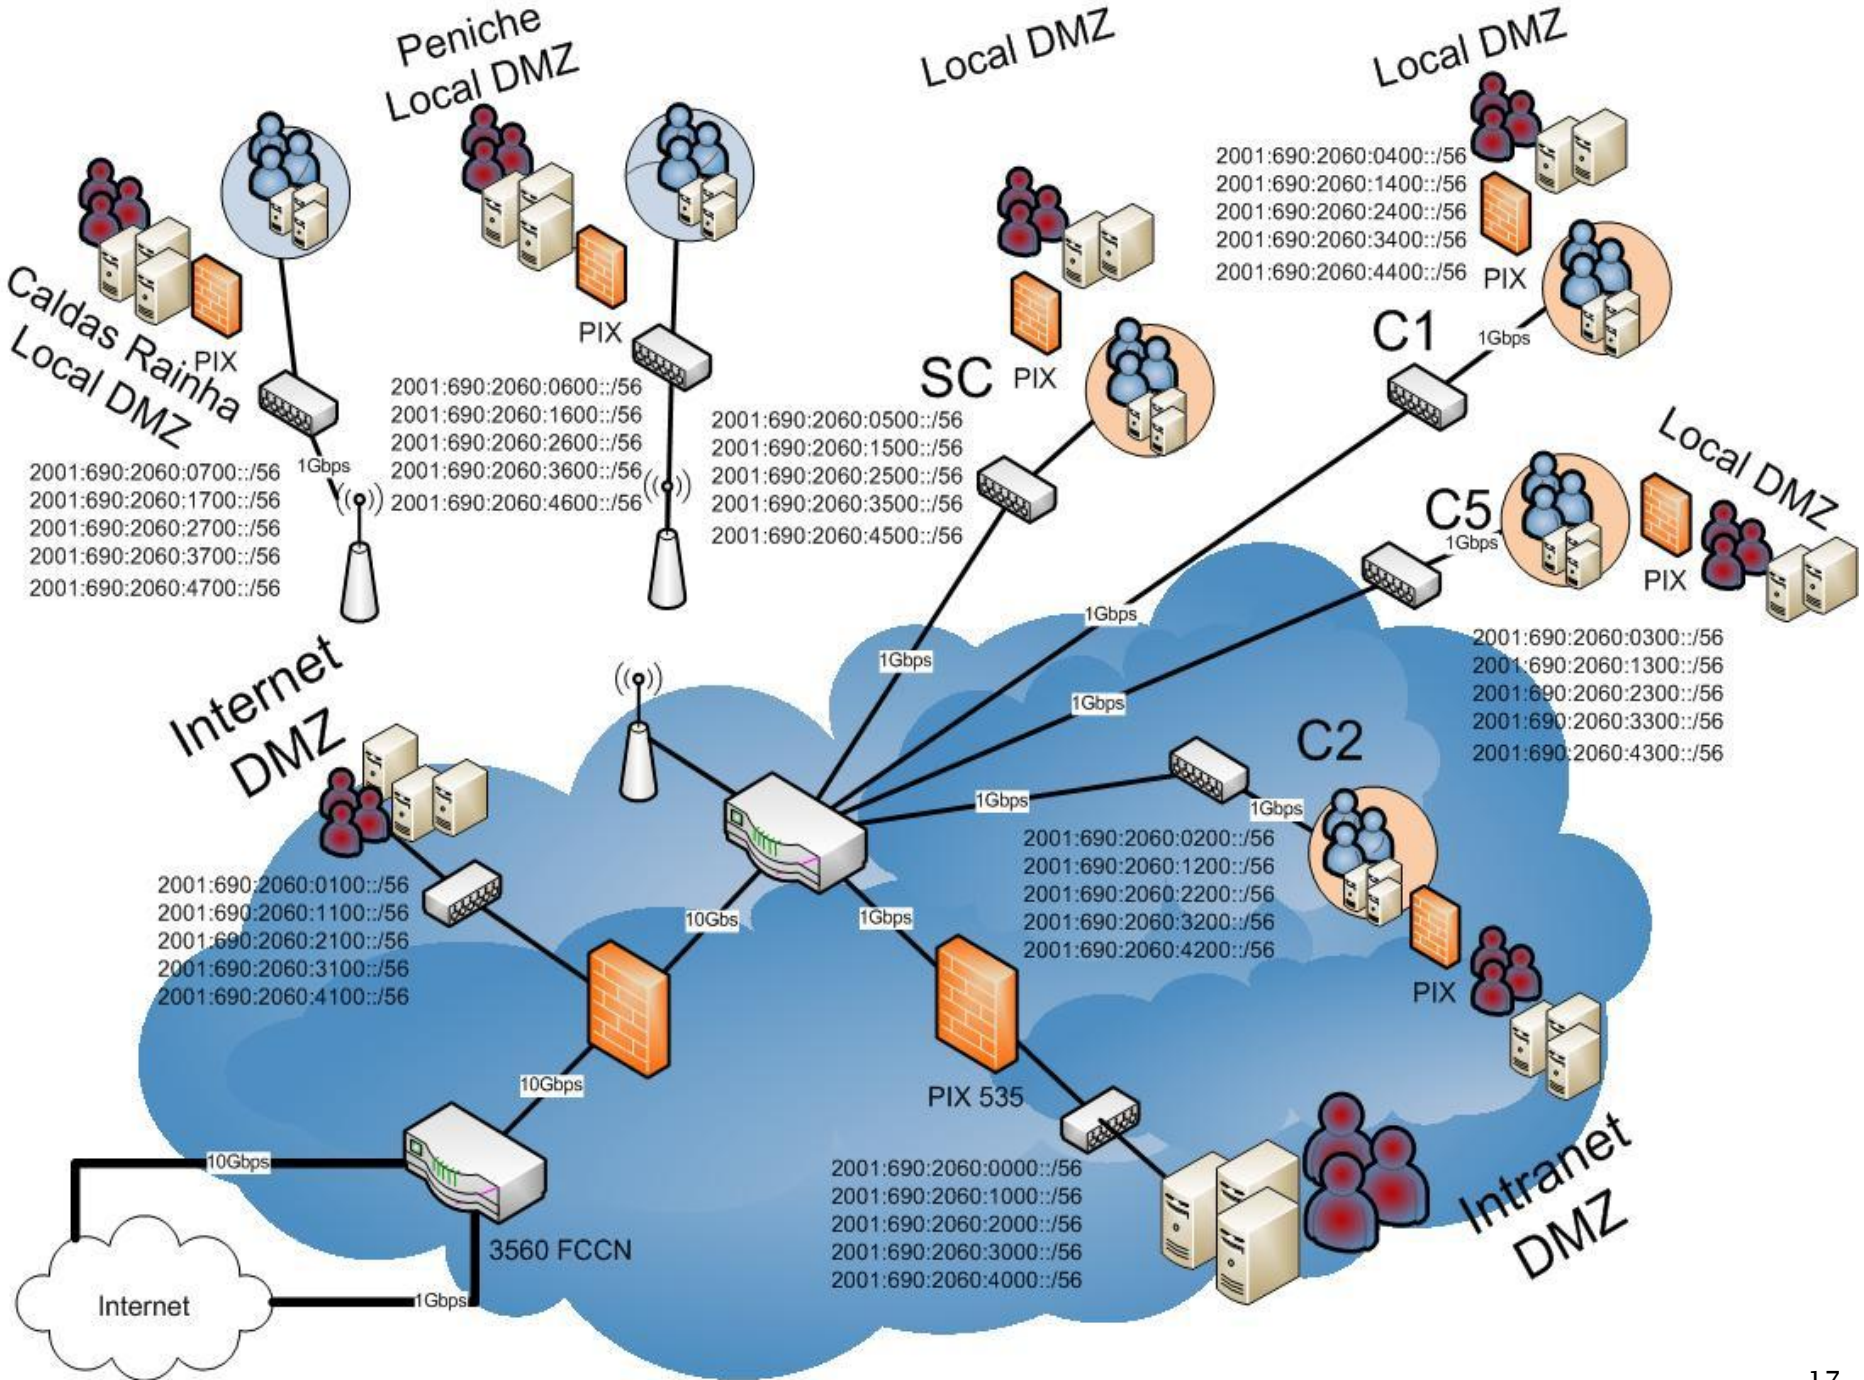 Peniche
Local DMZ
Local DMZ
Local DMZ
2001:690:2060:0400::/56
2001:690:2060:1400::/56
2001:690:2060:2400::/56
2001:690:2060:3400::/56
2001:690:2060:4400::/56
PIX
C1
1Gbps
Caldas Rainha
Local DMZ
PIX
PIX
SC
PIX
2001:690:2060:0600::/56
2001:690:2060:1600::/56
2001:690:2060:2600::/56
2001:690:2060:3600::/56
2001:690:2060:4600::/56
2001:690:2060:0500::/56
2001:690:2060:1500::/56
2001:690:2060:2500::/56
2001:690:2060:3500::/56
2001:690:2060:4500::/56
1Gbps
2001:690:2060:0700::/56
2001:690:2060:1700::/56
2001:690:2060:2700::/56
2001:690:2060:3700::/56
2001:690:2060:4700::/56
Local DMZ
C5
1Gbps
PIX
1Gbps
1Gbps
1Gbps
2001:690:2060:0300::/56
2001:690:2060:1300::/56
2001:690:2060:2300::/56
2001:690:2060:3300::/56
2001:690:2060:4300::/56
Internet
DMZ
C2
1Gbps
1Gbps
2001:690:2060:0200::/56
2001:690:2060:1200::/56
2001:690:2060:2200::/56
2001:690:2060:3200::/56
2001:690:2060:4200::/56
PIX
2001:690:2060:0100::/56
2001:690:2060:1100::/56
2001:690:2060:2100::/56
2001:690:2060:3100::/56
2001:690:2060:4100::/56
10Gbs
1Gbps
10Gbps
PIX 535
10Gbps
3560 FCCN
Internet
1Gbps
2001:690:2060:0000::/56
2001:690:2060:1000::/56
2001:690:2060:2000::/56
2001:690:2060:3000::/56
2001:690:2060:4000::/56
Intranet
DMZ
17